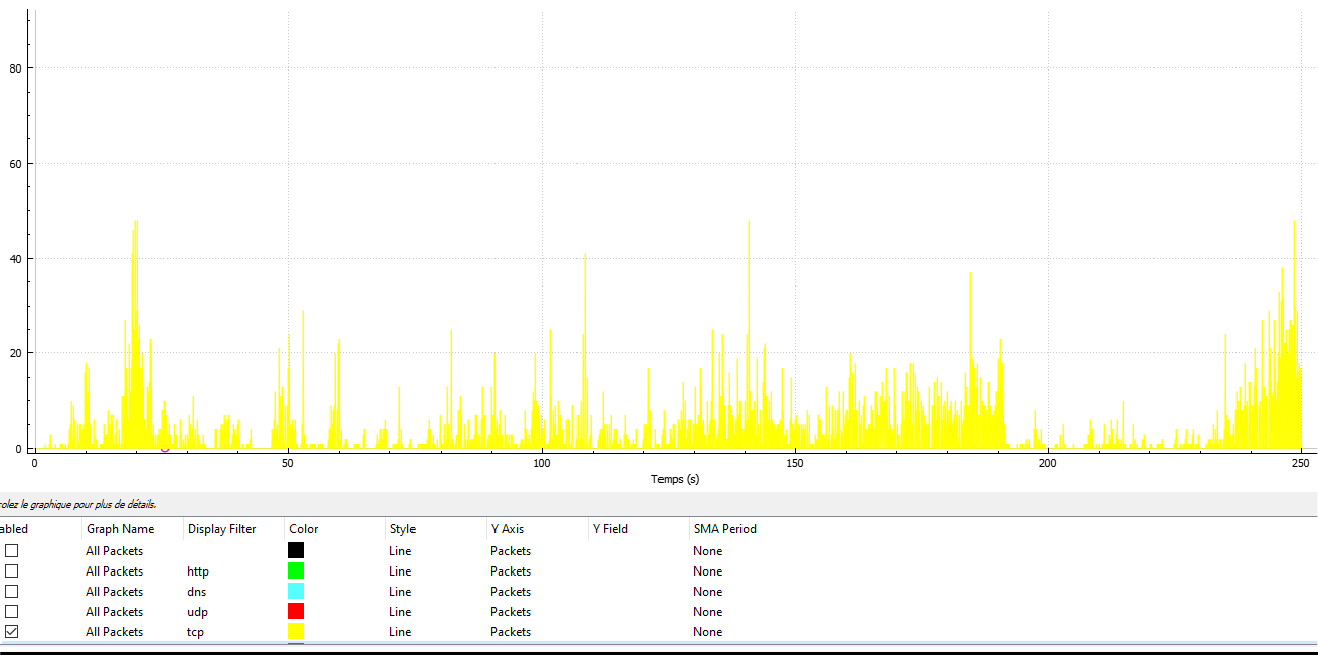 80
60
40
20
0
0 50 100 150 200 250
Temps (s)
rolez le graphique pour plus de détails.
abled Graph Name Display Filter Color Style Y Axis Y Field SMA Period
All Packets Line Packets None
All Packets http Line Packets None
All Packets dns Line Packets None
All Packets udp Line Packets None
All Packets tcp Line Packets None